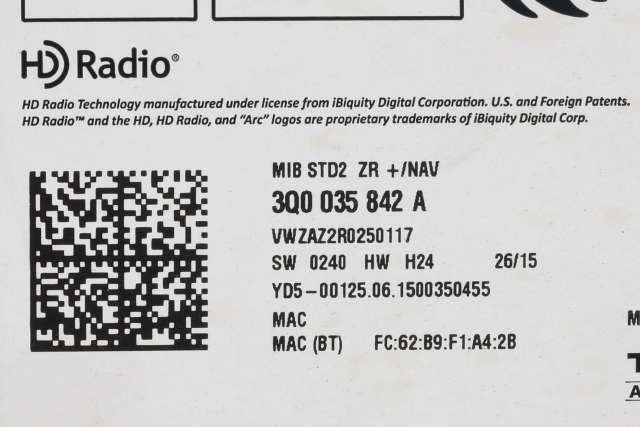 HD Radio®
HD Radio Technology manufactured under license from iBiquity Digital Corporation. U.S. and Foreign Patents.
HD Radio™ and the HD, HD Radio, and “Arc” logos are proprietary trademarks of iBiquity Digital Corp.
MIB STD2 ZR +/NAV
3Q0 035 842 A
VWZAZ2R0250117
SW 0240 HW H24 26/15
YD5-00125.06.1500350455
MAC
MAC (BT) FC:62:B9:F1:A4:2B